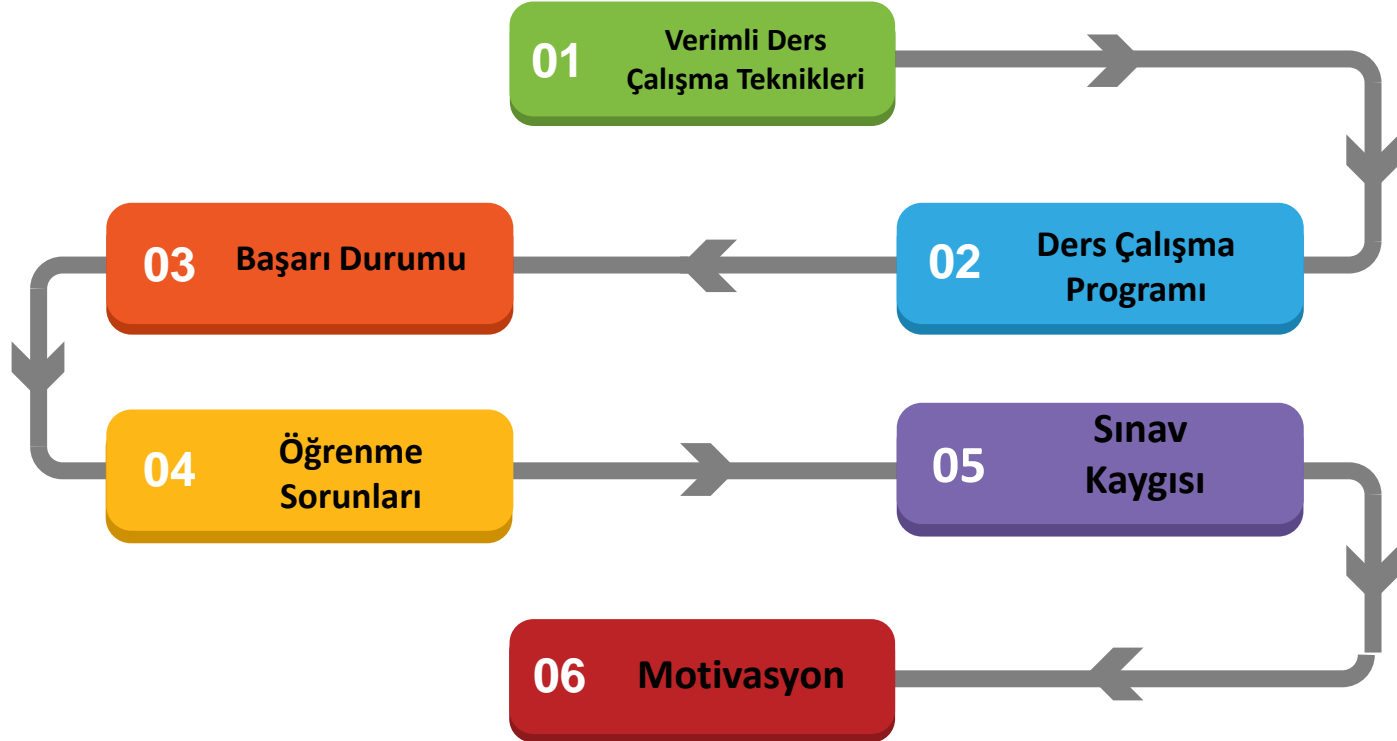 01
Verimli Ders
Çalışma Teknikleri
02
Ders Çalışma
Programı
03
Başarı Durumu
04
Öğrenme
Sorunları
05
Sınav
Kaygısı
06
Motivasyon